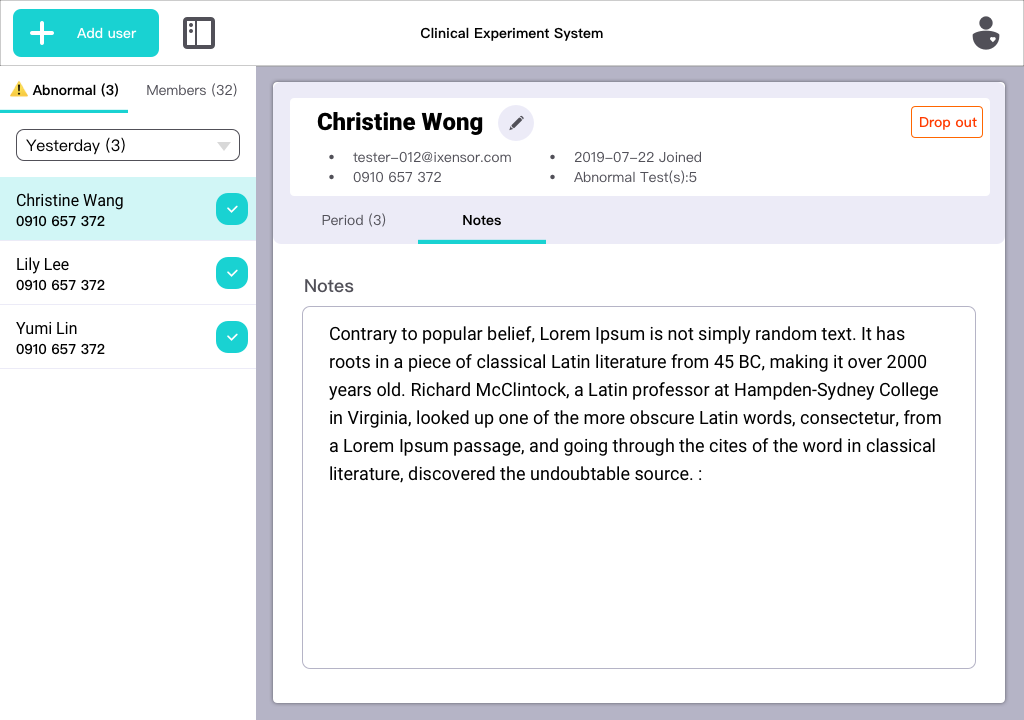 Add user
Clinical Experiment System
Abnormal (3)
Members (32)
Yesterday (3)
Christine Wang
0910 657 372
Lily Lee
0910 657 372
Yumi Lin
0910 657 372
Christine Wong
Drop out
• tester-012@ixensor.com
• 2019-07-22 Joined
• 0910 657 372
• Abnormal Test(s):5
Period (3)
Notes
Notes
Contrary to popular belief, Lorem Ipsum is not simply random text. It has
roots in a piece of classical Latin literature from 45 BC, making it over 2000
years old. Richard McClintock, a Latin professor at Hampden-Sydney College
in Virginia, looked up one of the more obscure Latin words, consectetur, from
a Lorem Ipsum passage, and going through the cites of the word in classical
literature, discovered the undoubtable source. :